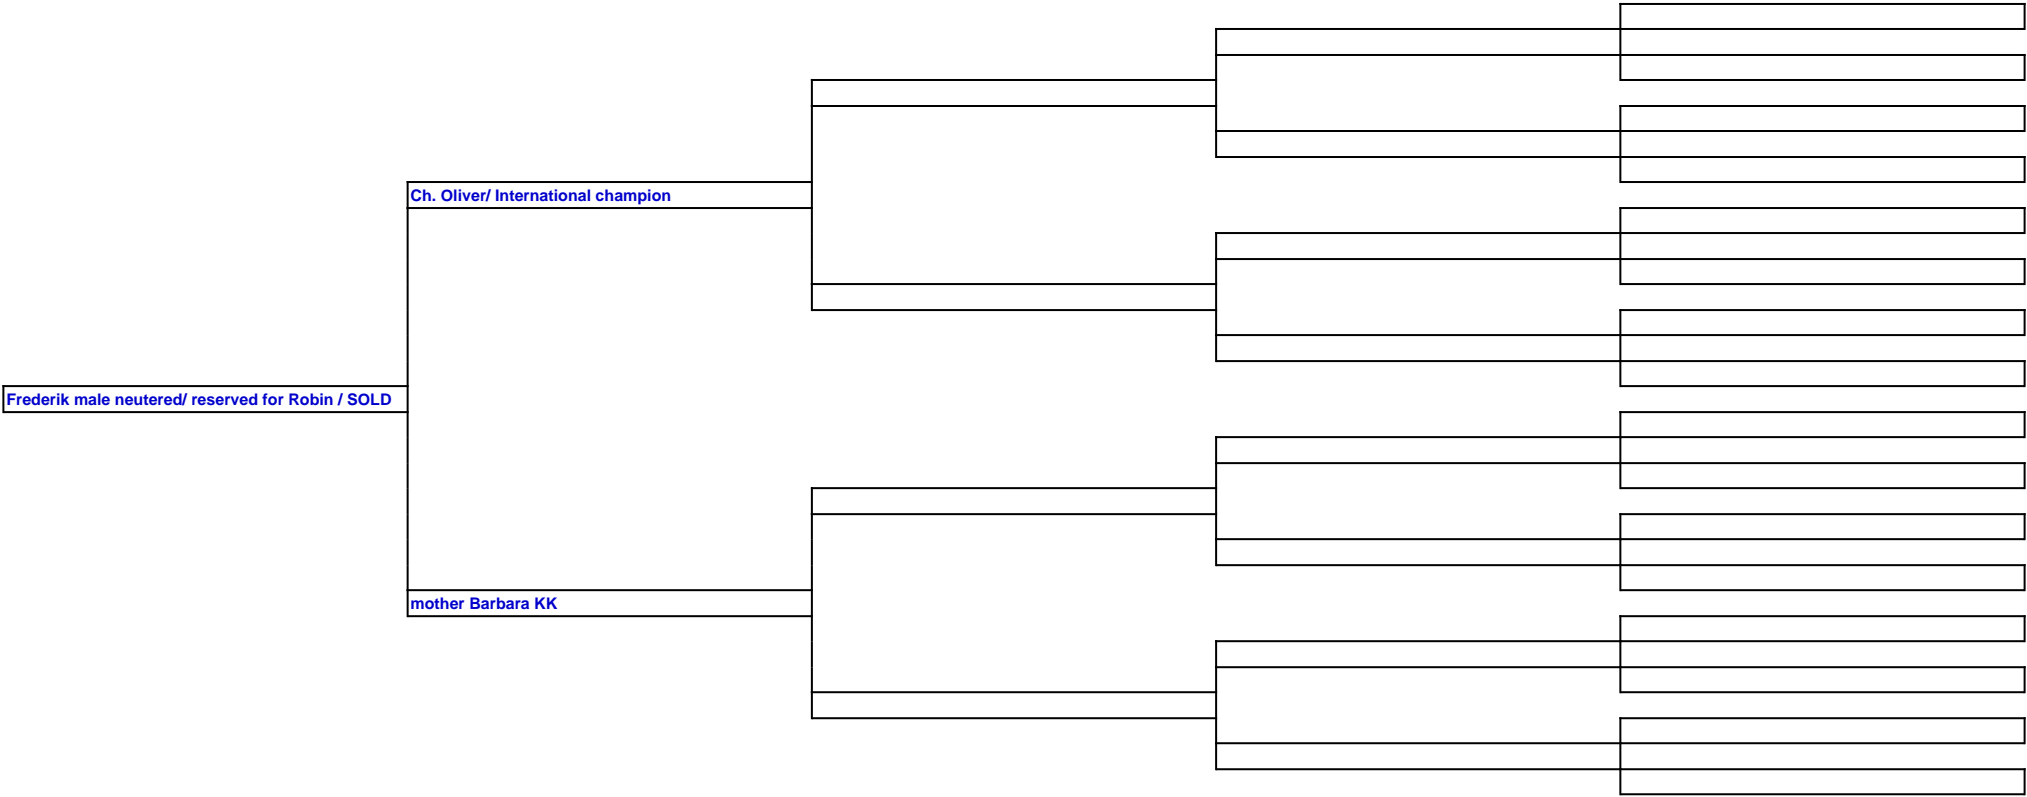 Ch. Oliver/ International champion
Frederik male neutered/ reserved for Robin / SOLD
mother Barbara KK